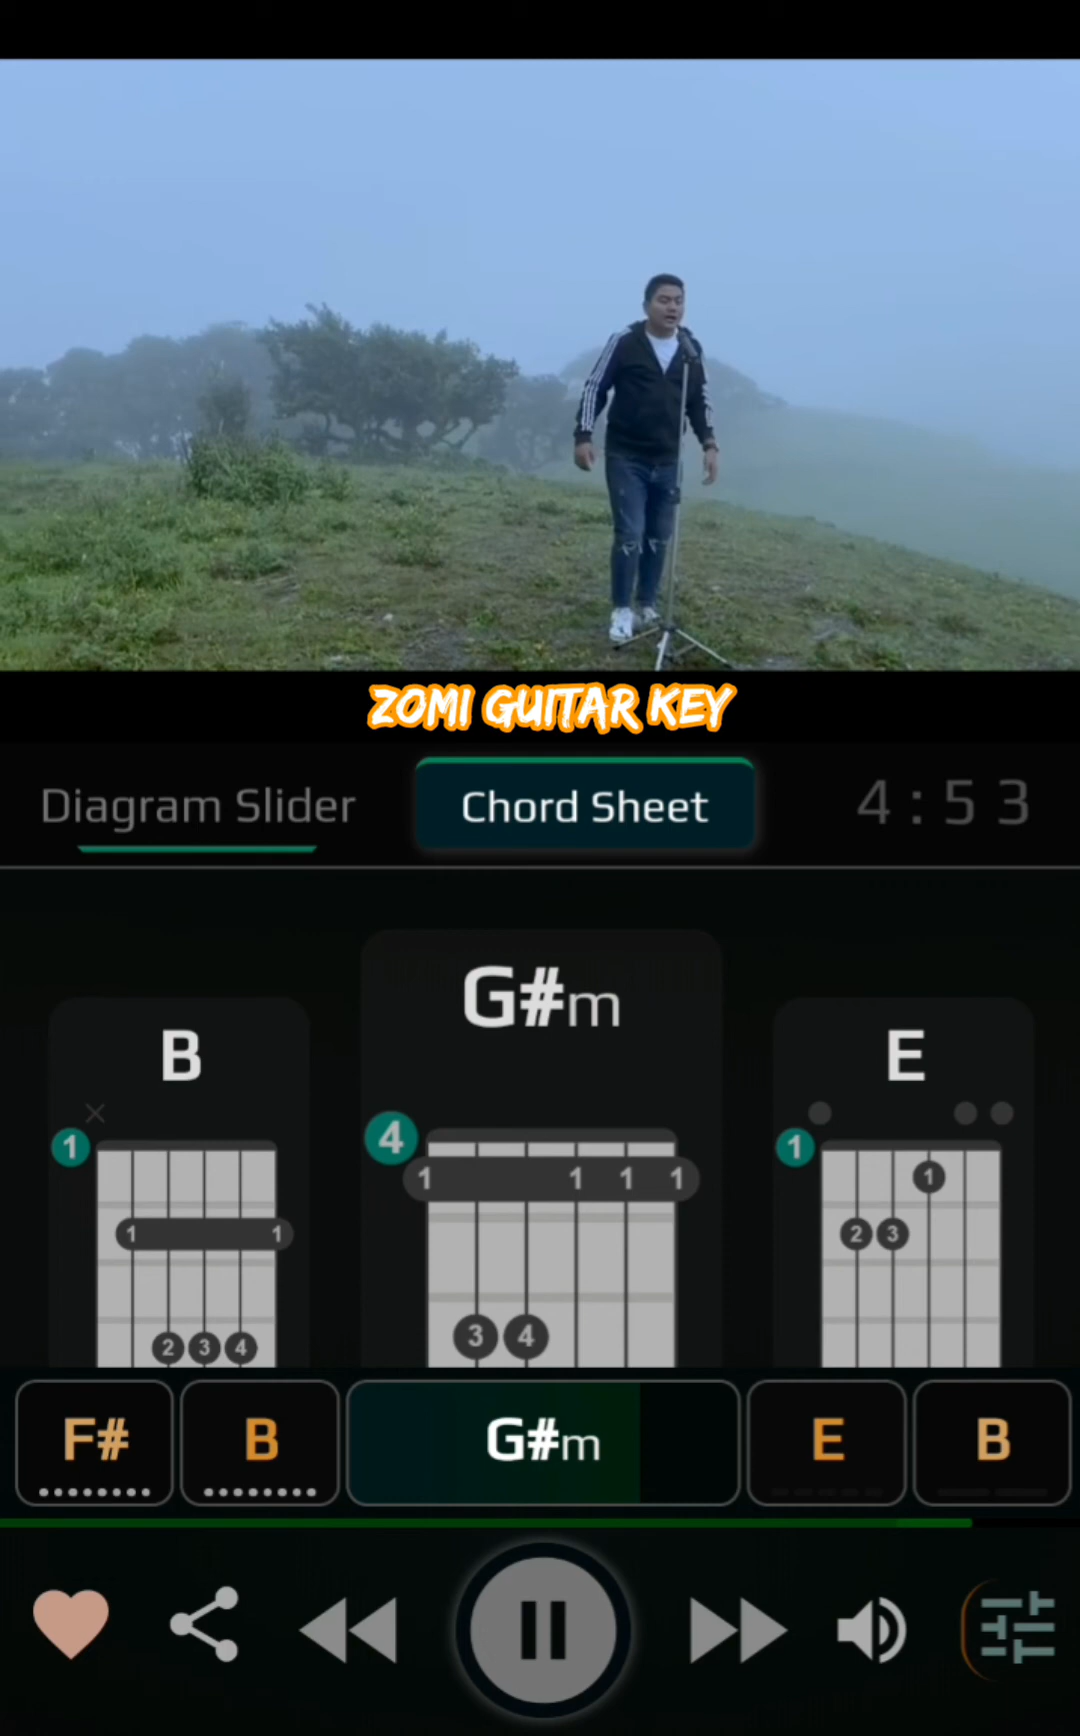 ZOMI GUITAR KEY
Diagram Slider Chord Sheet 4:53
B G#m E
1 4 1
1 1 1 1 1 1 1
2 3
2 3 4 3 4
F# B G#m E B